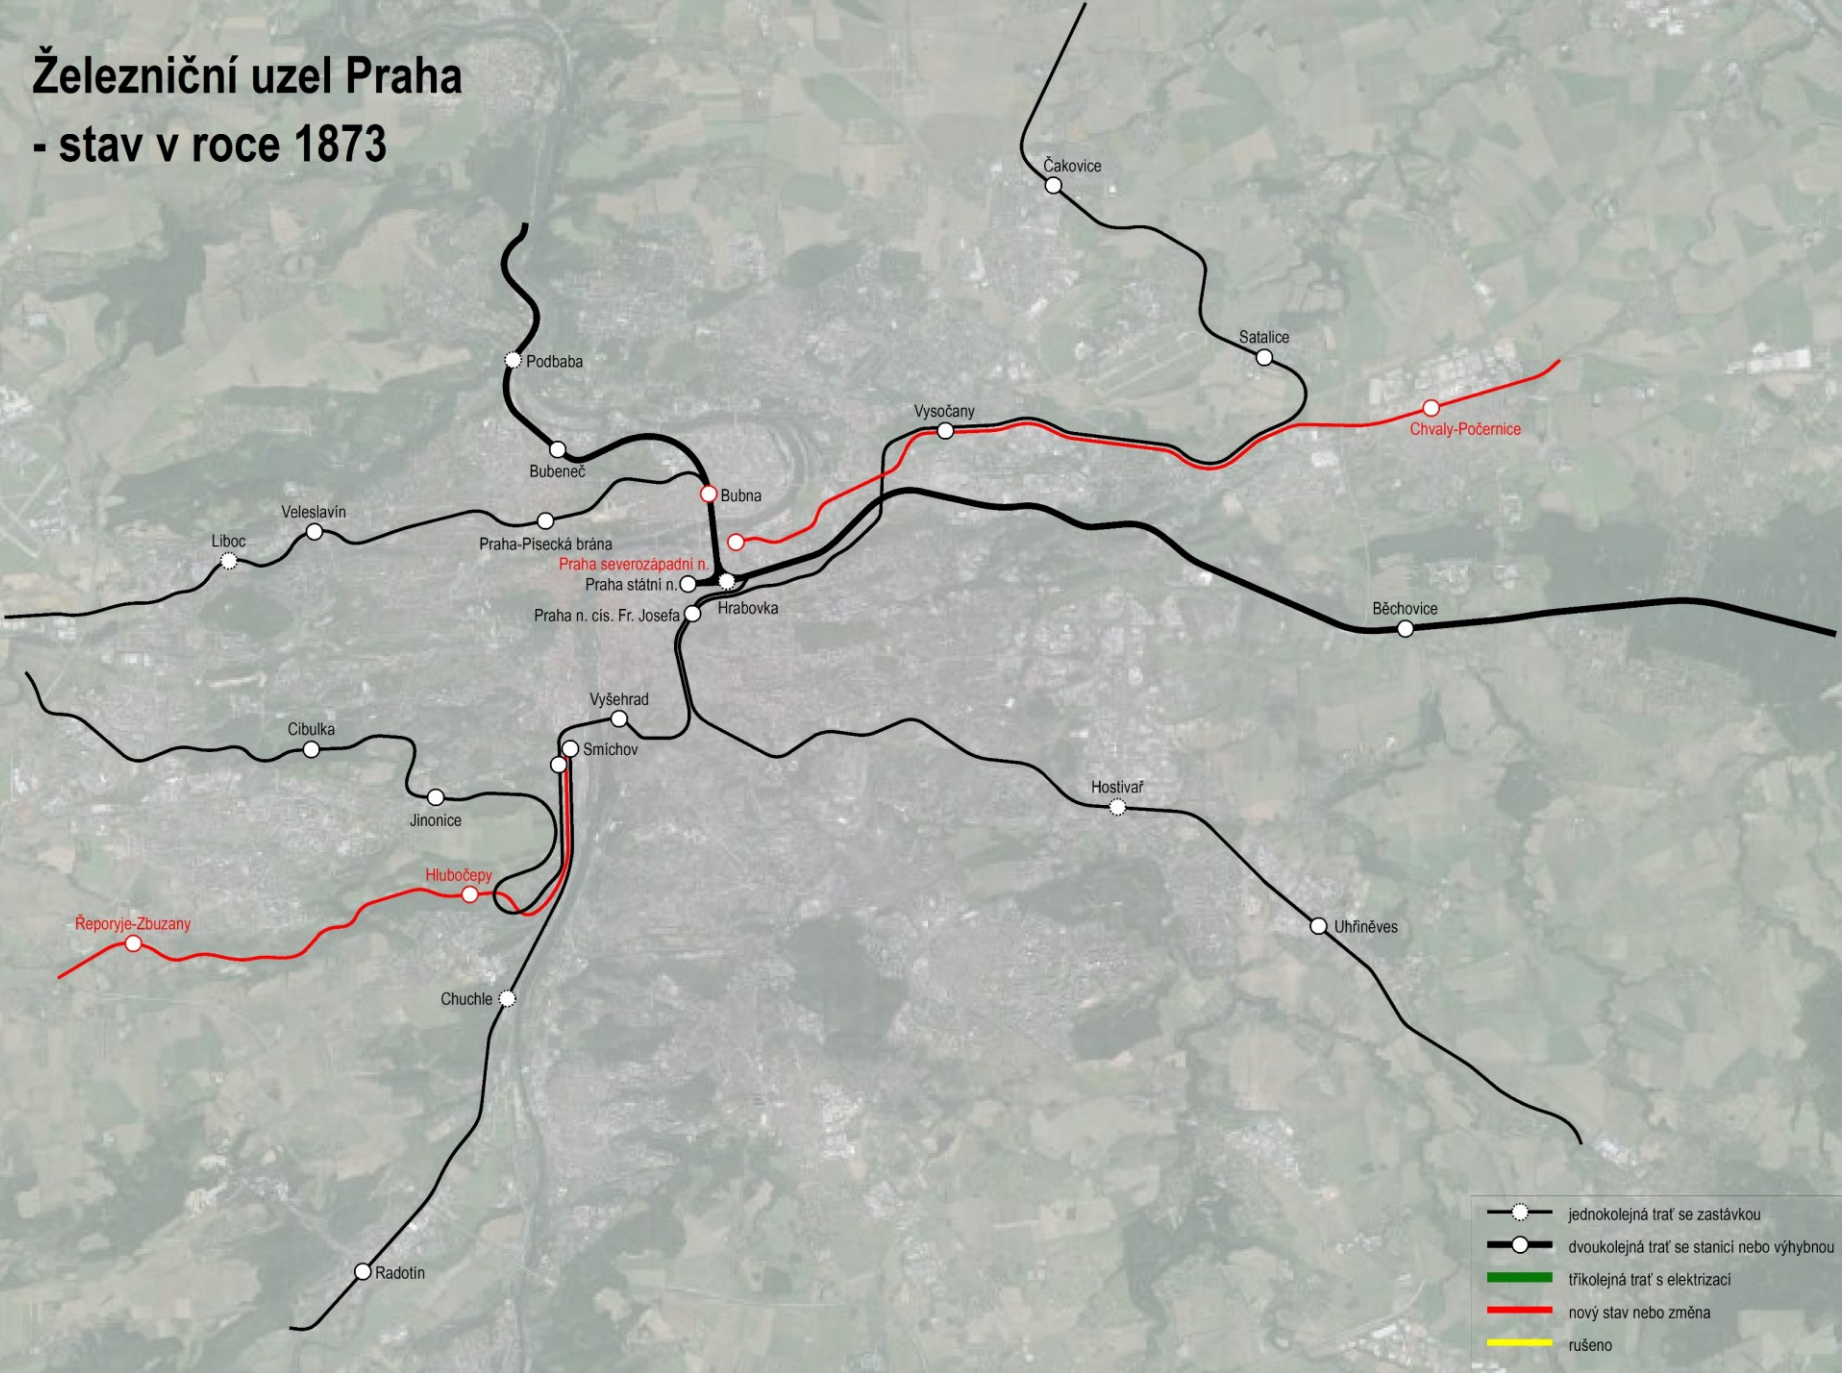 Železniční uzel Praha
- stav v roce 1873
Čakovice
Satalice
Podbaba
Vysočany
Chvaly-Počernice
Bubeneč
Bubna
Veleslavín
Liboc
Praha-Písecká brána
Praha severozápadní n.
Praha státní n.
Hrabovka
Praha n. cís. Fr. Josefa
Běchovice
Vyšehrad
Cibulka
Smíchov
Hostivař
Jinonice
Hlubočepy
Řeporyje-Zbuzany
Uhříněves
Chuchle
Radotín
jednokolejná trať se zastávkou
dvoukolejná trať se stanicí nebo výhybnou
tříkolejná trať s elektrizací
nový stav nebo změna
rušeno